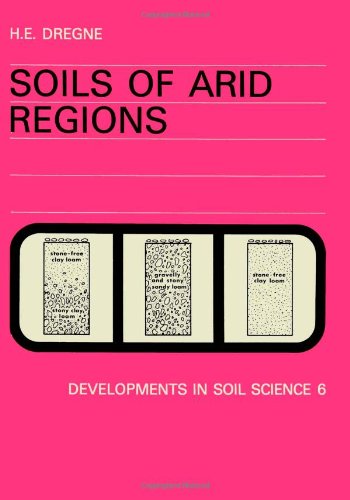 H.E. DREGNE
SOILS OF ARID
REGIONS
stone-free
clay loam
stony clay
loam
gravelly
and stony
sandy loam
stone-free
clay loam
DEVELOPMENTS IN SOIL SCIENCE 6